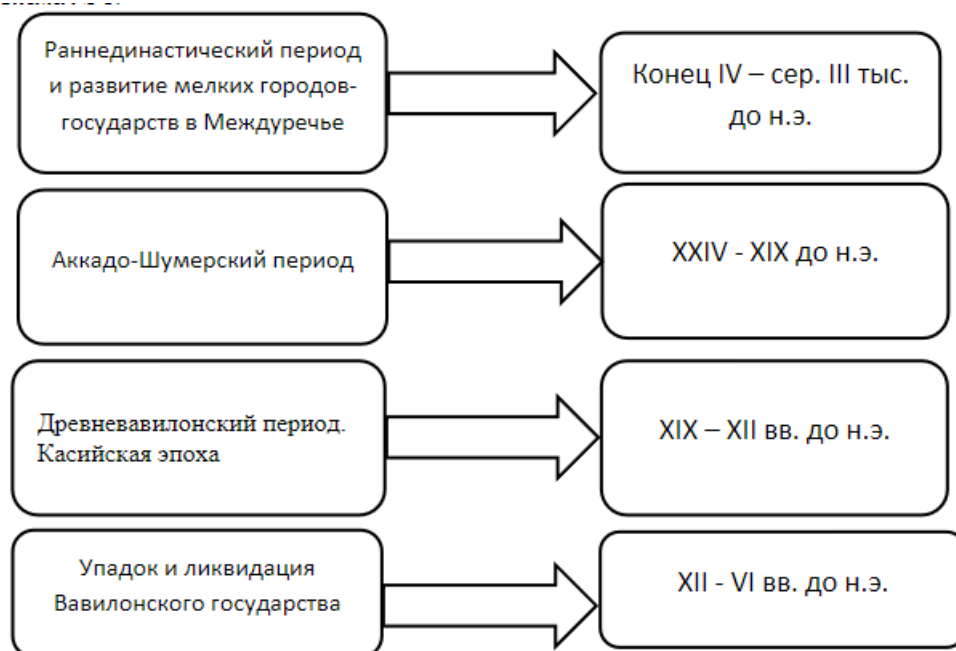 Раннединастический период
и развитие мелких городов-
государств в Междуречье
Конец IV – сер. III тыс.
до н.э.
Аккадо-Шумерский период
XXIV - XIX до н.э.
Древневавилонский период.
Касийская эпоха
XIX – XII вв. до н.э.
Упадок и ликвидация
Вавилонского государства
XII - VI вв. до н.э.